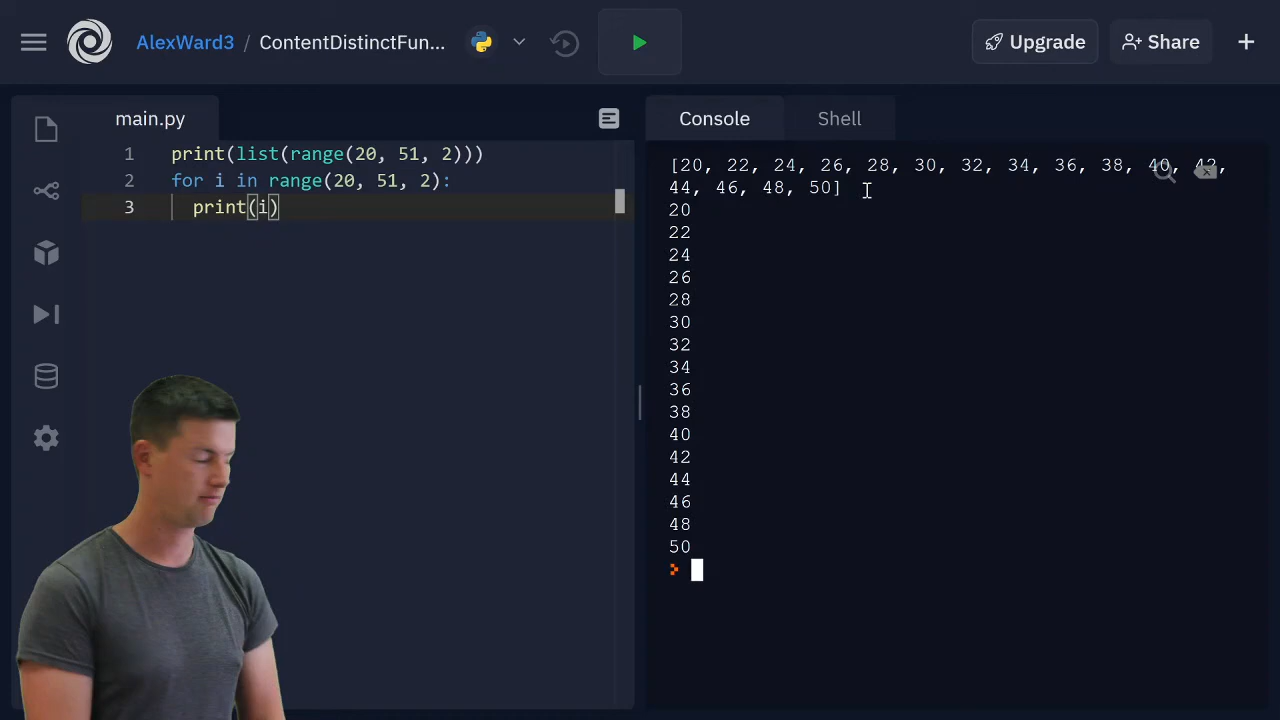 AlexWard3 / ContentDistinctFun...
Upgrade
Share
main.py
1 print(list(range(20, 51, 2)))
2 for i in range(20, 51, 2):
3 print(i)
Console
Shell
[20, 22, 24, 26, 28, 30, 32, 34, 36, 38, 40, 42,
44, 46, 48, 50]
20
22
24
26
28
30
32
34
36
38
40
42
44
46
48
50